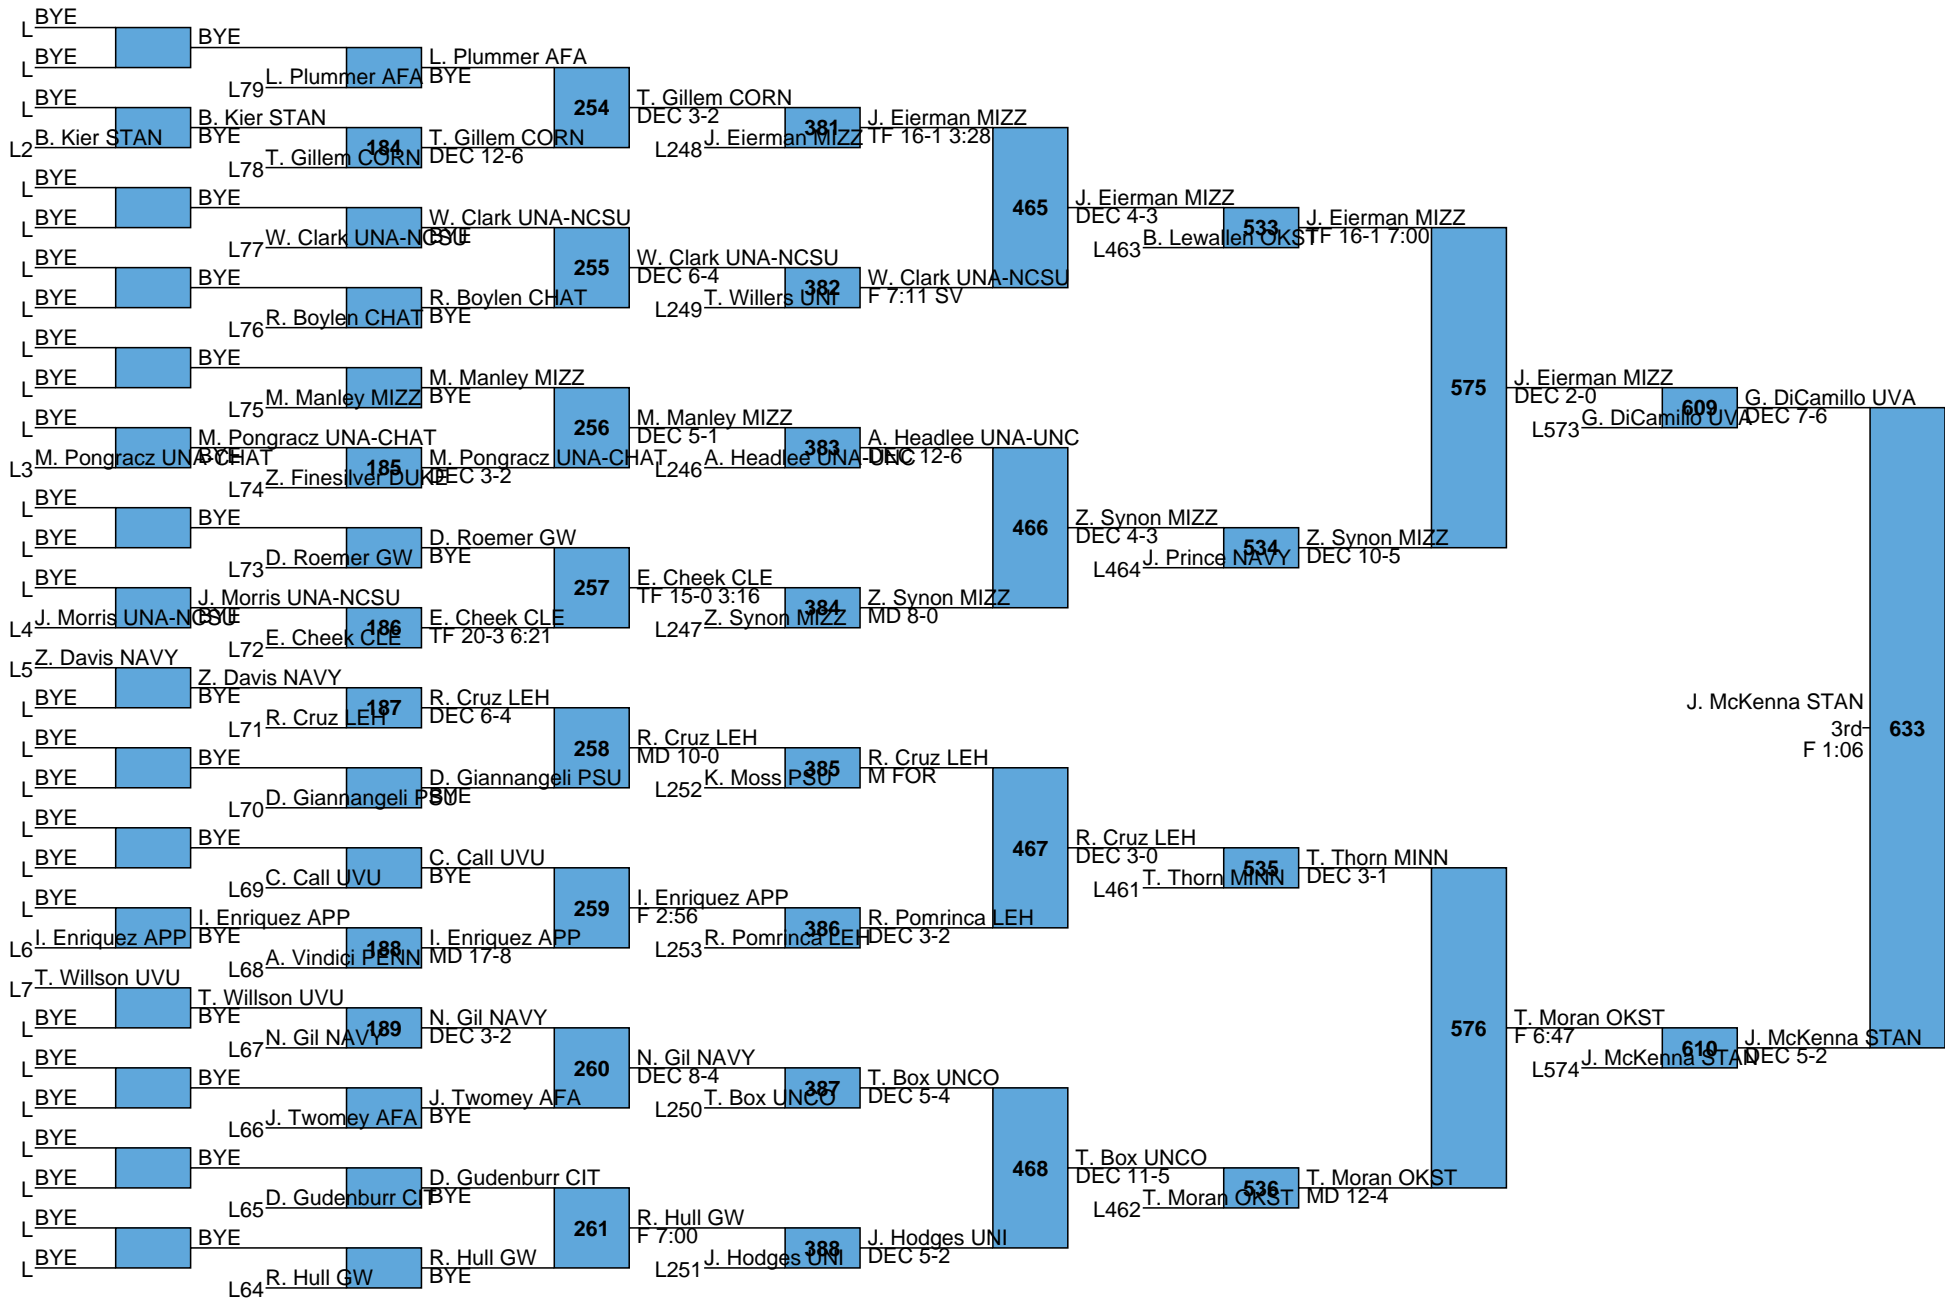 BYE
L
BYE
L
BYE
L
B. Kier STAN
L2
BYE
L
BYE
L
BYE
L
BYE
L
BYE
L
BYE
L
BYE
L
M. Pongracz UNA-CHAT
L3
BYE
L
BYE
L
BYE
L
J. Morris UNA-NCSU
L4
Z. Davis NAVY
L5
BYE
L
BYE
L
BYE
L
BYE
L
BYE
L
BYE
L
I. Enriquez APP
L6
T. Willson UVU
L7
BYE
L
BYE
L
BYE
L
BYE
L
BYE
L
BYE
L
BYE
L
BYE
L. Plummer AFA
L79
B. Kier STAN
BYE
184
T. Gillem CORN
L78
BYE
W. Clark UNA-NCSU
L77
BYE
R. Boylen CHAT
L76
BYE
M. Manley MIZZ
L75
M. Pongracz UNA-CHAT
BYE
185
Z. Finesilver DUKE
L74
BYE
D. Roemer GW
L73
J. Morris UNA-NCSU
BYE
186
E. Cheek CLE
L72
Z. Davis NAVY
BYE
187
R. Cruz LEH
L71
BYE
D. Giannangeli PSU
L70
BYE
C. Call UVU
L69
I. Enriquez APP
BYE
188
A. Vindici PENN
L68
T. Willson UVU
BYE
189
N. Gil NAVY
L67
BYE
J. Twomey AFA
L66
BYE
D. Gudenburr CIT
L65
BYE
R. Hull GW
L64
L. Plummer AFA
BYE
254
T. Gillem CORN
DEC 12-6
W. Clark UNA-NCSU
BYE
255
R. Boylen CHAT
BYE
M. Manley MIZZ
BYE
256
M. Pongracz UNA-CHAT
DEC 3-2
D. Roemer GW
BYE
257
E. Cheek CLE
TF 20-3 6:21
R. Cruz LEH
DEC 6-4
258
D. Giannangeli PSU
BYE
C. Call UVU
BYE
259
I. Enriquez APP
MD 17-8
N. Gil NAVY
DEC 3-2
260
J. Twomey AFA
BYE
D. Gudenburr CIT
BYE
261
R. Hull GW
BYE
T. Gillem CORN
DEC 3-2
381
J. Eierman MIZZ
L248
W. Clark UNA-NCSU
DEC 6-4
382
T. Willers UNI
L249
M. Manley MIZZ
DEC 5-1
383
A. Headlee UNA-UNC
L246
E. Cheek CLE
TF 15-0 3:16
384
Z. Synon MIZZ
L247
R. Cruz LEH
MD 10-0
385
K. Moss PSU
L252
I. Enriquez APP
F 2:56
386
R. Pomrinca LEH
L253
N. Gil NAVY
DEC 8-4
387
T. Box UNCO
L250
R. Hull GW
F 7:00
388
J. Hodges UNI
L251
J. Eierman MIZZ
TF 16-1 3:28
465
W. Clark UNA-NCSU
F 7:11 SV
A. Headlee UNA-UNC
DEC 12-6
466
Z. Synon MIZZ
MD 8-0
R. Cruz LEH
M FOR
467
R. Pomrinca LEH
DEC 3-2
T. Box UNCO
DEC 5-4
468
J. Hodges UNI
DEC 5-2
J. Eierman MIZZ
DEC 4-3
533
B. Lewallen OKST
L463
Z. Synon MIZZ
DEC 4-3
534
J. Prince NAVY
L464
R. Cruz LEH
DEC 3-0
535
T. Thorn MINN
L461
T. Box UNCO
DEC 11-5
536
T. Moran OKST
L462
J. Eierman MIZZ
TF 16-1 7:00
575
Z. Synon MIZZ
DEC 10-5
T. Thorn MINN
DEC 3-1
576
T. Moran OKST
MD 12-4
J. Eierman MIZZ
DEC 2-0
609
G. DiCamillo UVA
L573
T. Moran OKST
F 6:47
610
J. McKenna STAN
L574
G. DiCamillo UVA
DEC 7-6
633
J. McKenna STAN
DEC 5-2
J. McKenna STAN
3rd
F 1:06